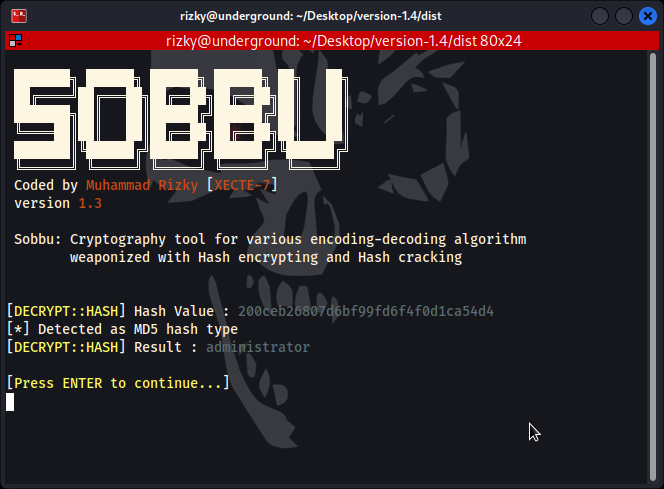 rizky@underground: ~/Desktop/version-1.4/dist
rizky@underground: ~/Desktop/version-1.4/dist 80x24
SOBBU
Coded by Muhammad Rizky [XECTE-7]
version 1.3
Sobbu: Cryptography tool for various encoding-decoding algorithm
weaponized with Hash encrypting and Hash cracking
[DECRYPT::HASH] Hash Value : 200ceb26807d6bf99fd6f4f0d1ca54d4
[*] Detected as MD5 hash type
[DECRYPT::HASH] Result : administrator
[Press ENTER to continue...]